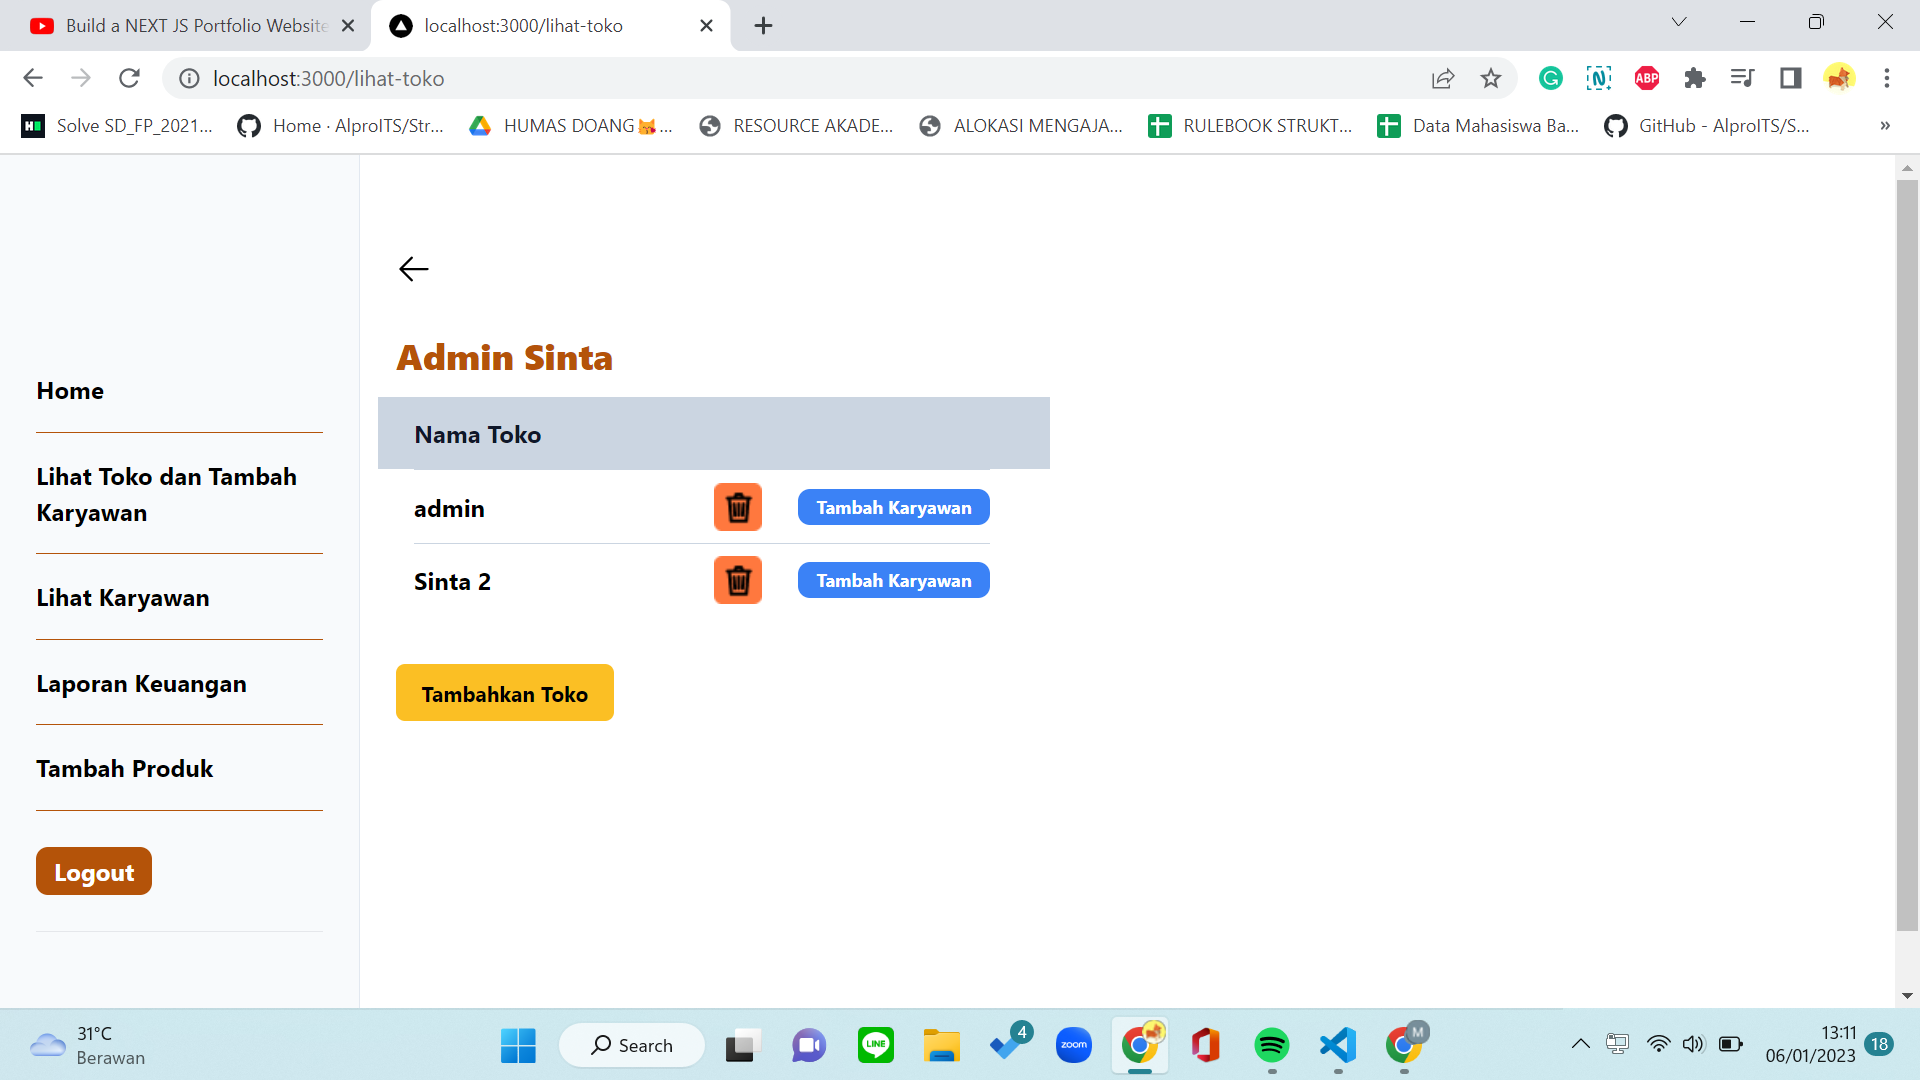 Build a NEXT JS Portfolio Website
localhost:3000/lihat-toko
localhost:3000/lihat-toko
ABP
Solve SD_FP_2021...
Home · AlproITS/Str...
HUMAS DOANG😽...
RESOURCE AKADE...
ALOKASI MENGAJA...
RULEBOOK STRUKT...
Data Mahasiswa Ba...
GitHub - AlproITS/S...
»
Home
Lihat Toko dan Tambah
Karyawan
Lihat Karyawan
Laporan Keuangan
Tambah Produk
Logout
Admin Sinta
Nama Toko
admin
Tambah Karyawan
Sinta 2
Tambah Karyawan
Tambahkan Toko
31°C
Berawan
Search
LINE
4
zoom
M
13:11
06/01/2023
18